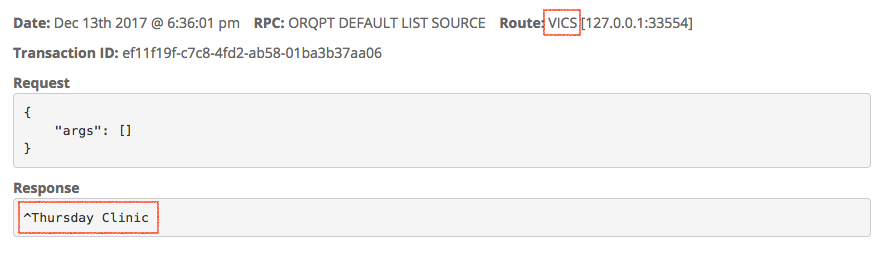 Date: Dec 13th 2017 @ 6:36:01 pm RPC: ORQPT DEFAULT LIST SOURCE Route: VICS [127.0.0.1:33554]
Transaction ID: ef11f19f-c7c8-4fd2-ab58-01ba3b37aa06
Request
{
    "args": []
}
Response
^Thursday Clinic